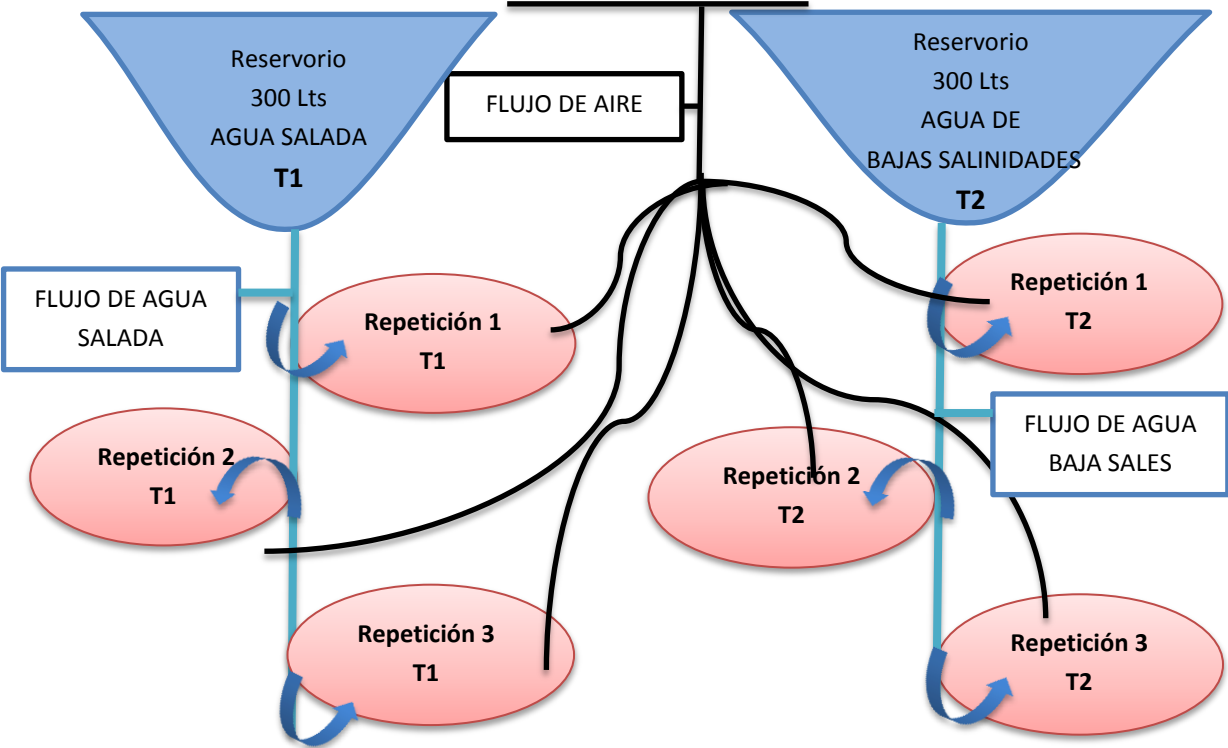 Reservorio
300 Lts
AGUA SALADA
T1
FLUJO DE AIRE
Reservorio
300 Lts
AGUA DE
BAJAS SALINIDADES
T2
FLUJO DE AGUA
SALADA
Repetición 1
T1
Repetición 1
T2
Repetición 2
T1
Repetición 2
T2
FLUJO DE AGUA
BAJA SALES
Repetición 3
T1
Repetición 3
T2